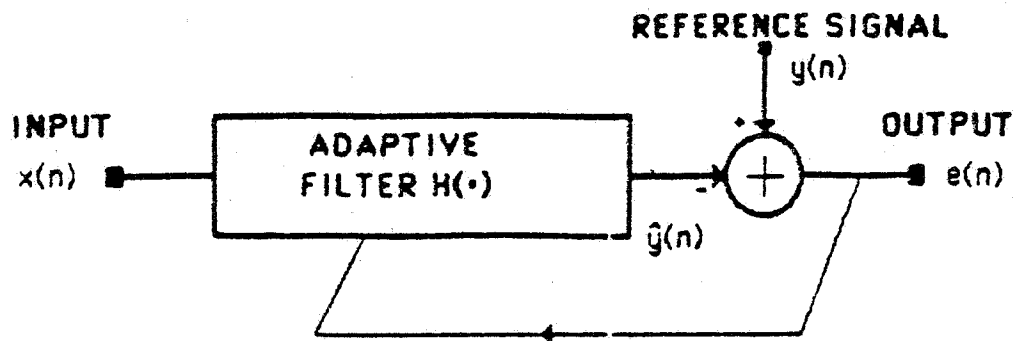 REFERENCE SIGNAL
y(n)
INPUT
x(n)
ADAPTIVE
FILTER H(•)
+
-
+
ŷ(n)
OUTPUT
e(n)